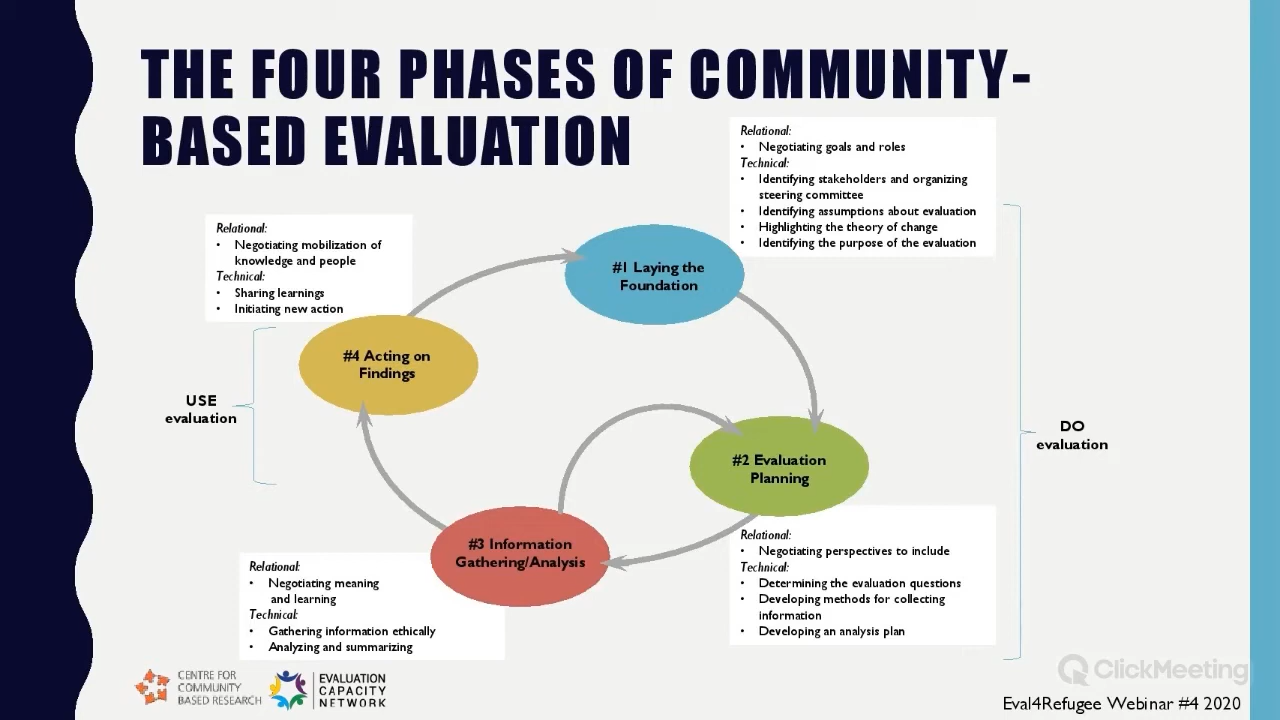 THE FOUR PHASES OF COMMUNITY-
BASED EVALUATION
Relational:
• Negotiating goals and roles
Technical:
• Identifying stakeholders and organizing
steering committee
• Identifying assumptions about evaluation
• Highlighting the theory of change
• Identifying the purpose of the evaluation
Relational:
• Negotiating mobilization of
knowledge and people
Technical:
• Sharing learnings
• Initiating new action
#1 Laying the
Foundation
#4 Acting on
Findings
USE
evaluation
DO
evaluation
#2 Evaluation
Planning
#3 Information
Gathering/Analysis
Relational:
• Negotiating perspectives to include
Technical:
• Determining the evaluation questions
• Developing methods for collecting
information
• Developing an analysis plan
Relational:
• Negotiating meaning
and learning
Technical:
• Gathering information ethically
• Analyzing and summarizing
CENTRE FOR
COMMUNITY
BASED RESEARCH
EVALUATION
CAPACITY
NETWORK
ClickMeeting
Eval4Refugee Webinar #4 2020